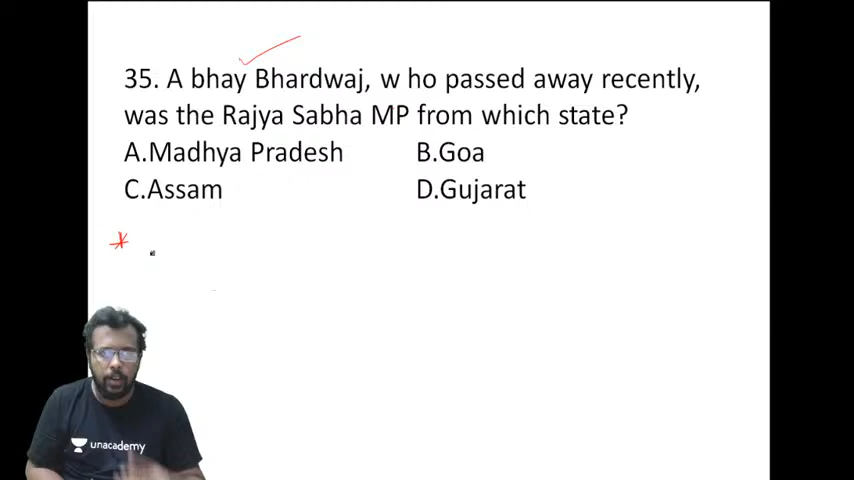 35. A bhay Bhardwaj, w ho passed away recently,
was the Rajya Sabha MP from which state?
A.Madhya Pradesh B.Goa
C.Assam D.Gujarat
unacademy